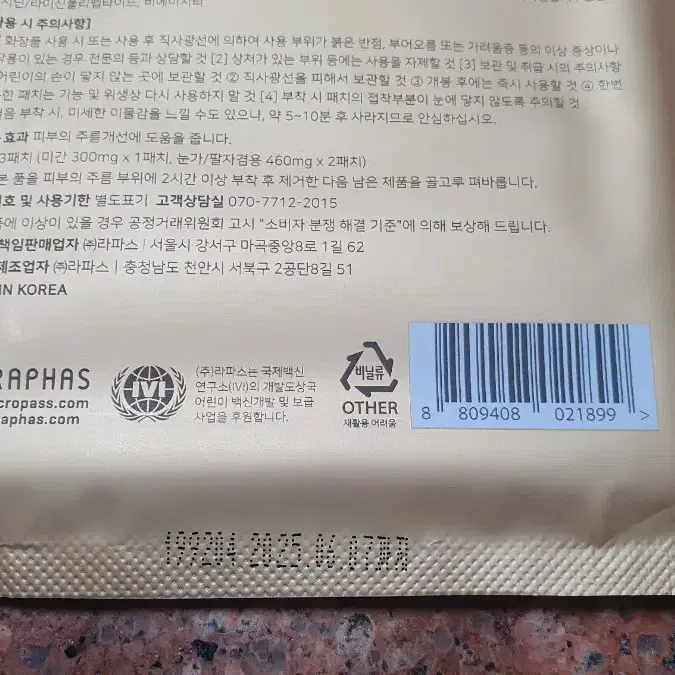 사용 시 주의사항]
화장품 사용 시 또는 사용 후 직사광선에 의하여 사용 부위가 붉은 반점, 부어오름 또는 가려움증 등의 이상 증상이나
작용이 있는 경우 전문의 등과 상담할 것 [2] 상처가 있는 부위 등에는 사용을 자제할 것 [3] 보관 및 취급 시의 주의사항
어린이의 손이 닿지 않는 곳에 보관할 것 ② 직사광선을 피해서 보관할 것 ③ 개봉 후에는 즉시 사용할 것 ④ 한번
한 패치는 기능 및 위생상 다시 사용하지 말 것 [4] 부착 시 패치의 접착부분이 눈에 닿지 않도록 주의할 것
음 부착 시, 미세한 이물감을 느낄 수도 있으나, 약 5~10분 후 사라지므로 안심하십시오.
효과 피부의 주름개선에 도움을 줍니다.
3패치 (미간 300mg x 1패치, 눈가/팔자겸용 460mg x 2패치)
본 품을 피부의 주름 부위에 2시간 이상 부착 후 제거한 다음 남은 제품을 골고루 펴바릅니다.
호 및 사용기한 별도표기 고객상담실 070-7712-2015
품에 이상이 있을 경우 공정거래위원회 고시 "소비자 분쟁 해결 기준"에 의해 보상해 드립니다.
책임판매업자 ㈜라파스 | 서울시 강서구 마곡중앙8로 1길 62
제조업자 ㈜라파스 | 충청남도 천안시 서북구 2공단8길 51
IN KOREA
RAPHAS
cropass.com
aphas.com
IVI
(주)라파스는 국제백신
연구소(IVI)의 개발도상국
어린이 백신개발 및 보급
사업을 후원합니다.
비닐류
OTHER
재활용 어려움
8 809408 021899 >
199204 2025.06.07까지